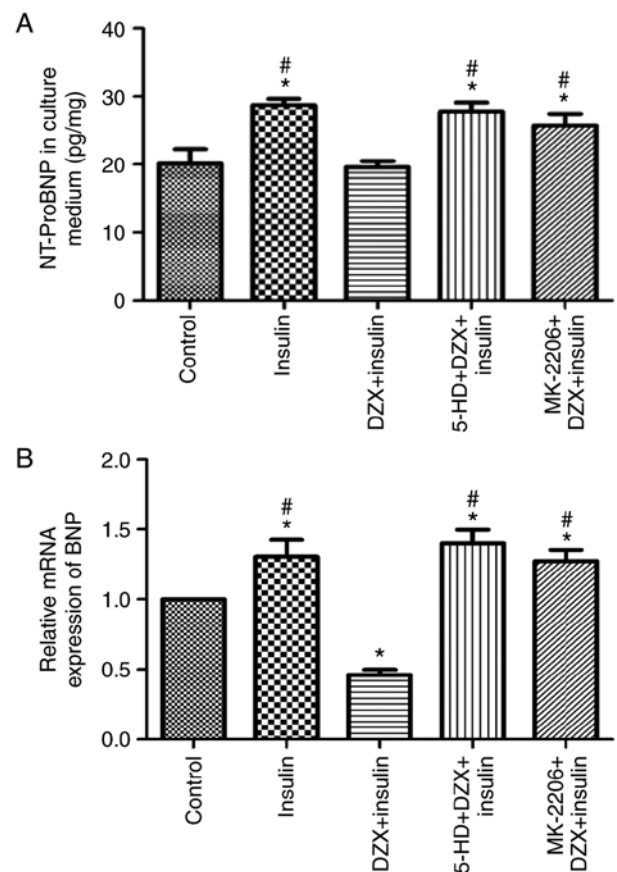 A
NT-ProBNP in culture
medium (pg/mg)
40
30
20
10
0
#
*
#
*
#
*
Control
Insulin
DZX+insulin
5-HD+DZX+
insulin
MK-2206+
DZX+insulin
B
Relative mRNA
expression of BNP
2.0
1.5
1.0
0.5
0.0
#
*
*
#
*
#
*
Control
Insulin
DZX+insulin
5-HD+DZX+
insulin
MK-2206+
DZX+insulin